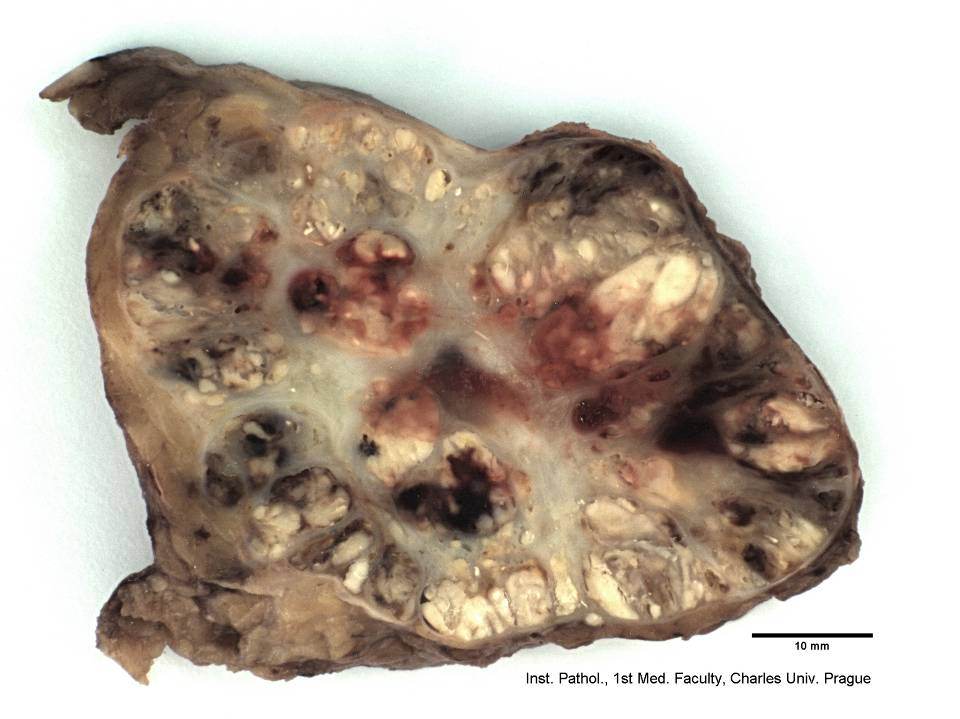 10 mm
Inst. Pathol., 1st Med. Faculty, Charles Univ. Prague